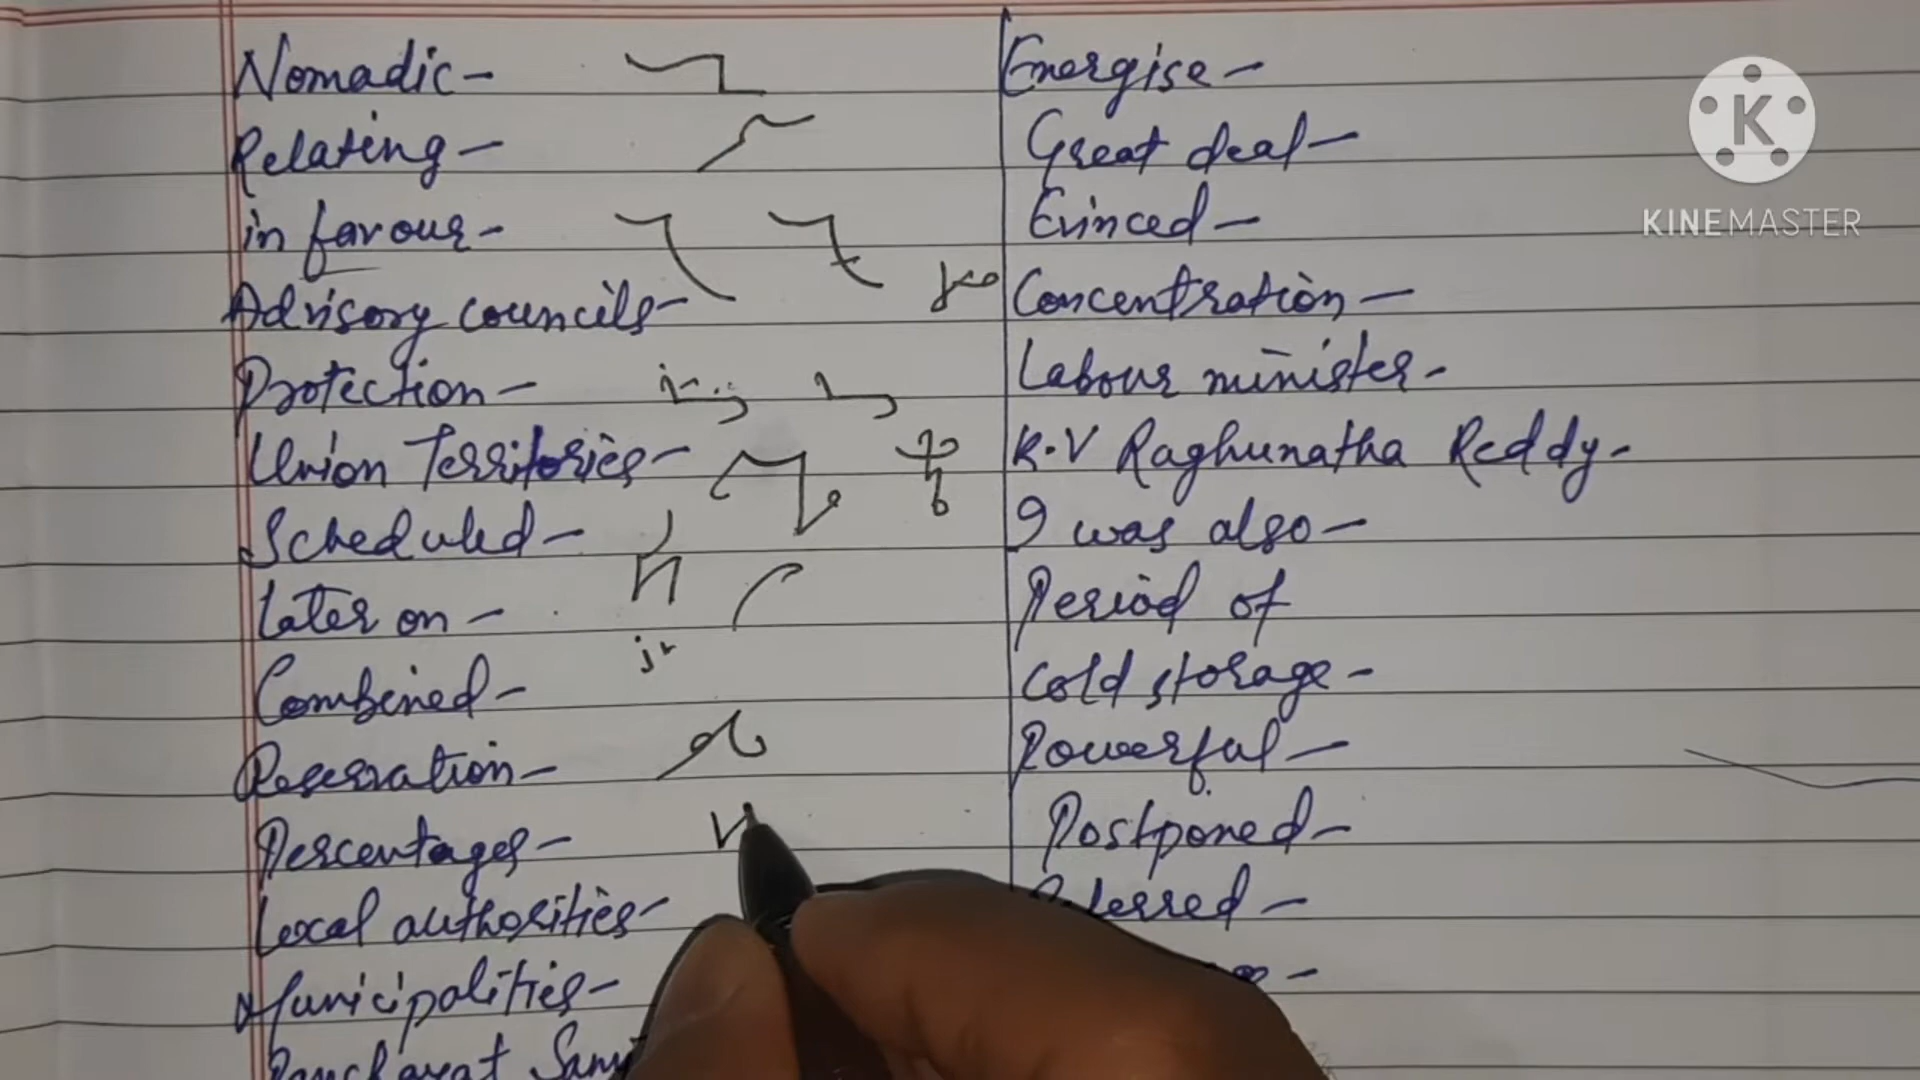 Nomadic -
Relating -
in favour -
Advisory councils -
Protection -
Union Territories -
Scheduled -
Later on -
Combined -
Reservation -
Percentages -
Local authorities -
Municipalities -
Panchayat
Energise -
Great deal -
Evinced -
Concentration -
Labour minister -
K.V Raghunatha Reddy -
I was also -
Period of
Cold storage -
Powerful -
Postponed -
K
KINEMASTER